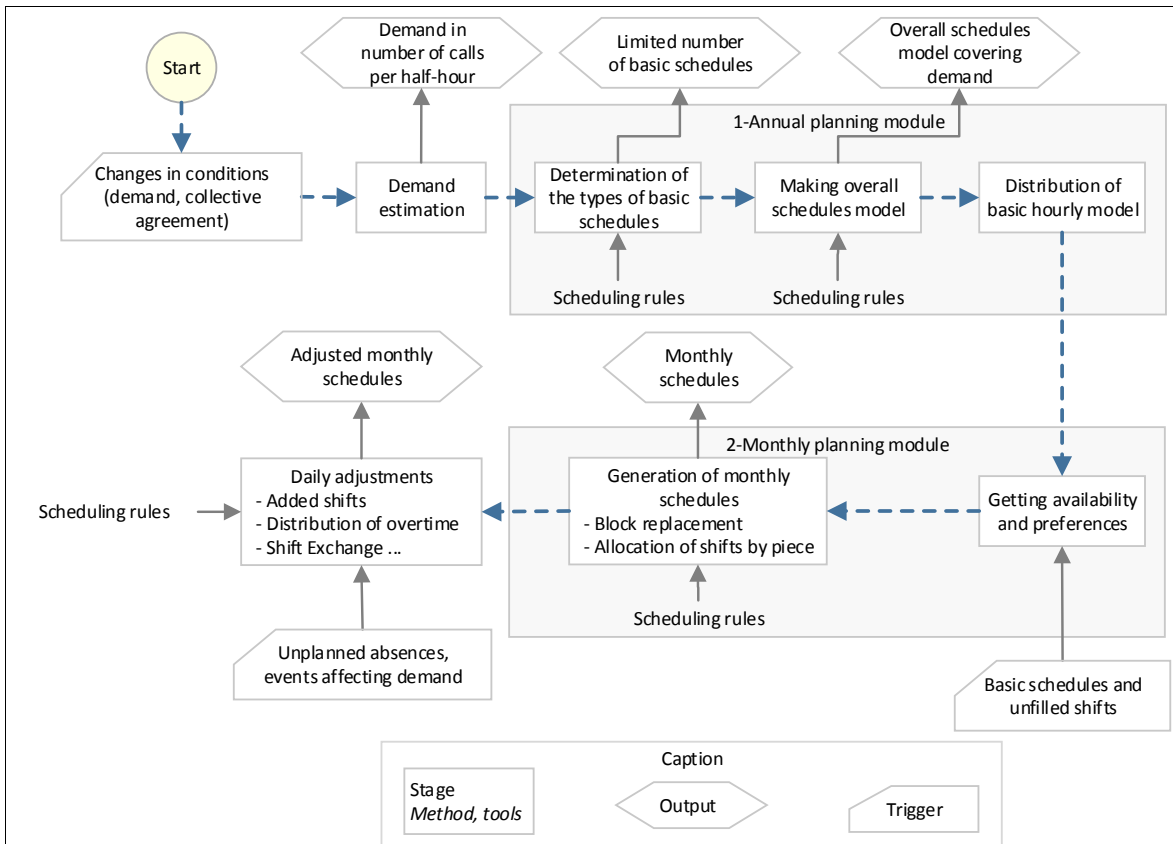 Start
Demand in
number of calls
per half-hour
Limited number
of basic schedules
Overall schedules
model covering
demand
1-Annual planning module
Changes in conditions
(demand, collective
agreement)
Demand
estimation
Determination of
the types of basic
schedules
Making overall
schedules model
Distribution of
basic hourly model
Scheduling rules
Scheduling rules
Adjusted monthly
schedules
Monthly
schedules
2-Monthly planning module
Scheduling rules
Daily adjustments
- Added shifts
- Distribution of overtime
- Shift Exchange ...
Generation of monthly
schedules
- Block replacement
- Allocation of shifts by piece
Getting availability
and preferences
Scheduling rules
Unplanned absences,
events affecting demand
Basic schedules and
unfilled shifts
Caption
Stage
Method, tools
Output
Trigger